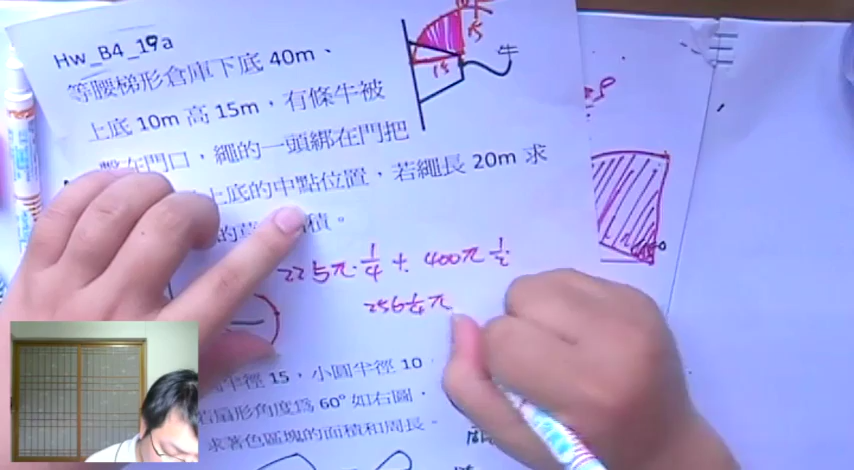 Hw_B4_19a
等腰梯形倉庫下底 40m、
上底 10m 高 15m，有條牛被
在門口，繩的一頭綁在門把
上底的中點位置，若繩長 20m 求
積。
15
15
牛
225π·1/4 + 400π 1/2
256 1/4 π
半徑 15，小圓半徑 10
若扇形角度為 60° 如右圖，
求著色區塊的面積和周長。